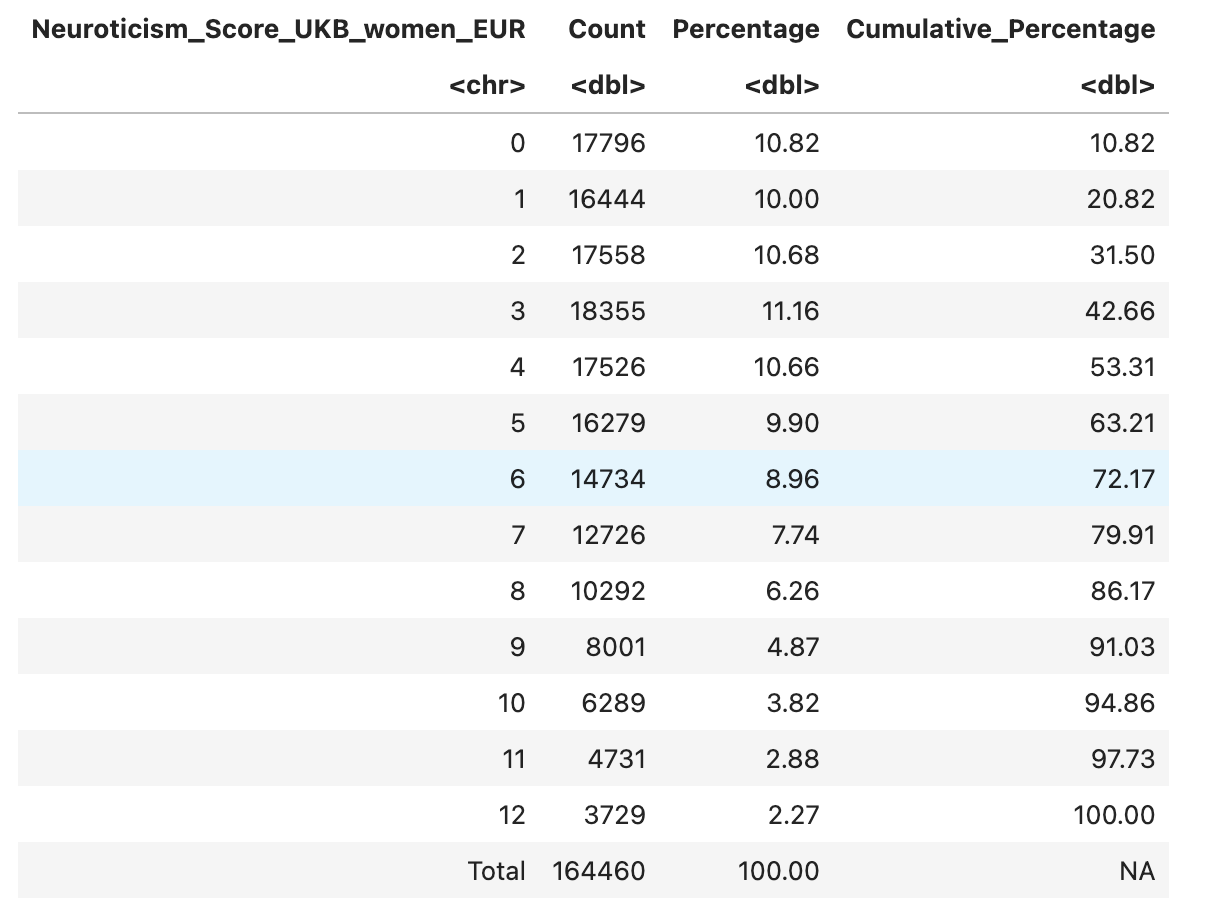 Neuroticism_Score_UKB_women_EUR Count Percentage Cumulative_Percentage
<chr> <dbl> <dbl> <dbl>
0 17796 10.82 10.82
1 16444 10.00 20.82
2 17558 10.68 31.50
3 18355 11.16 42.66
4 17526 10.66 53.31
5 16279 9.90 63.21
6 14734 8.96 72.17
7 12726 7.74 79.91
8 10292 6.26 86.17
9 8001 4.87 91.03
10 6289 3.82 94.86
11 4731 2.88 97.73
12 3729 2.27 100.00
Total 164460 100.00 NA